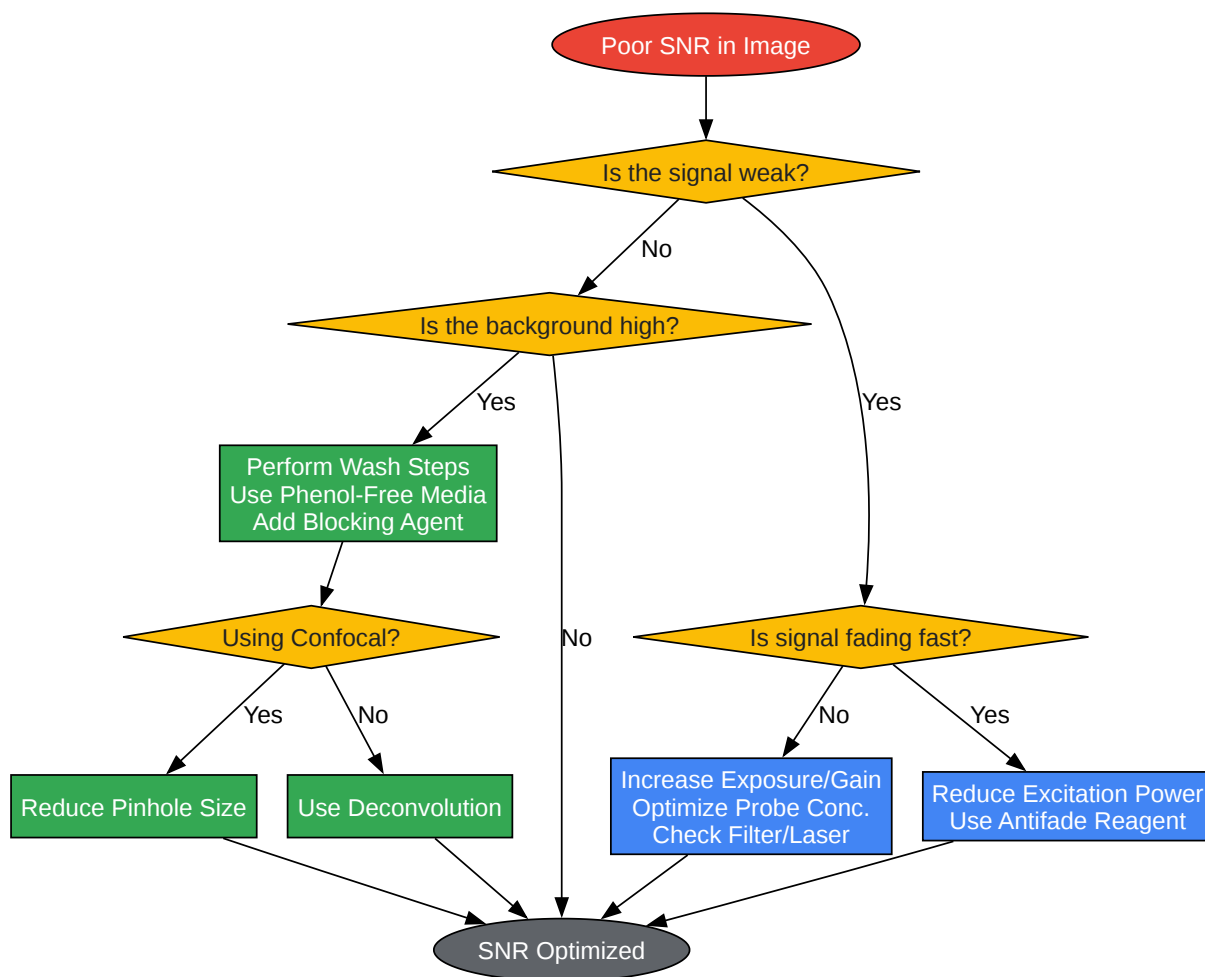 Poor SNR in Image
Is the signal weak?
No
Is the background high?
Yes
Yes
Perform Wash Steps
Use Phenol-Free Media
Add Blocking Agent
Using Confocal?
No
Is signal fading fast?
Yes
No
No
Yes
Reduce Pinhole Size
Use Deconvolution
Increase Exposure/Gain
Optimize Probe Conc.
Check Filter/Laser
Reduce Excitation Power
Use Antifade Reagent
SNR Optimized